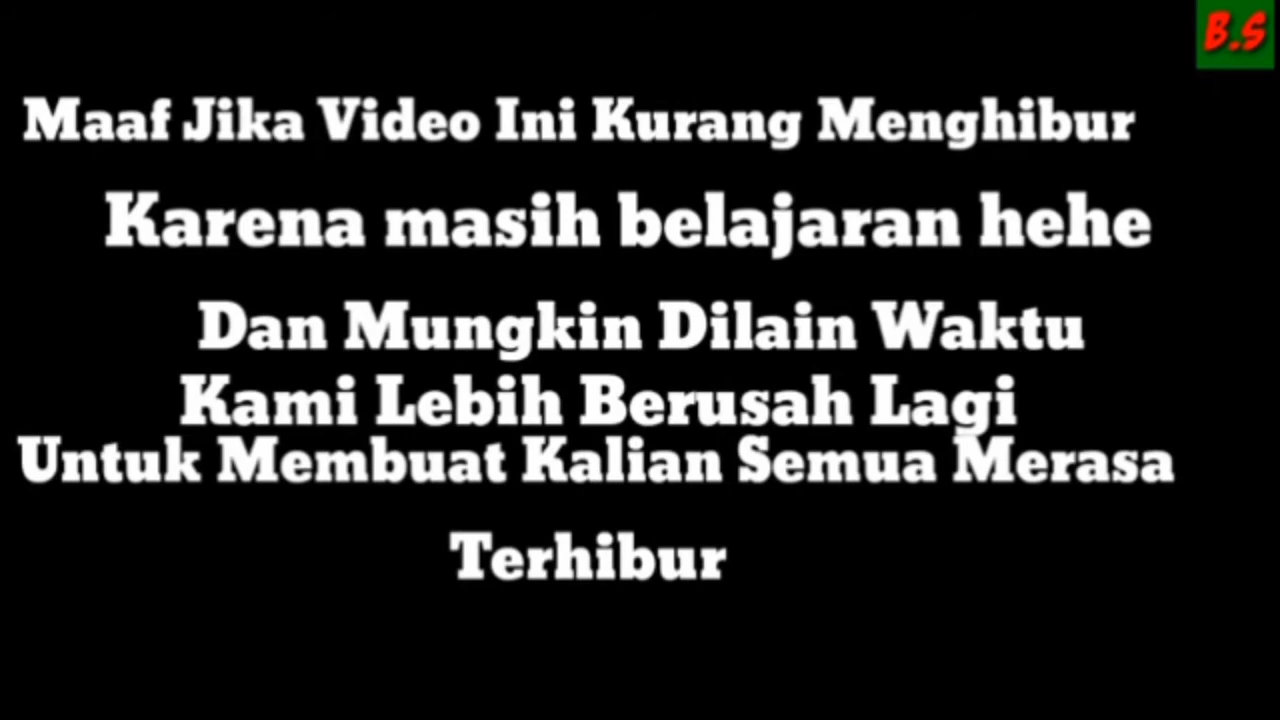 B.S
Maaf Jika Video Ini Kurang Menghibur
Karena masih belajaran hehe
Dan Mungkin Dilain Waktu
Kami Lebih Berusah Lagi
Untuk Membuat Kalian Semua Merasa
Terhibur